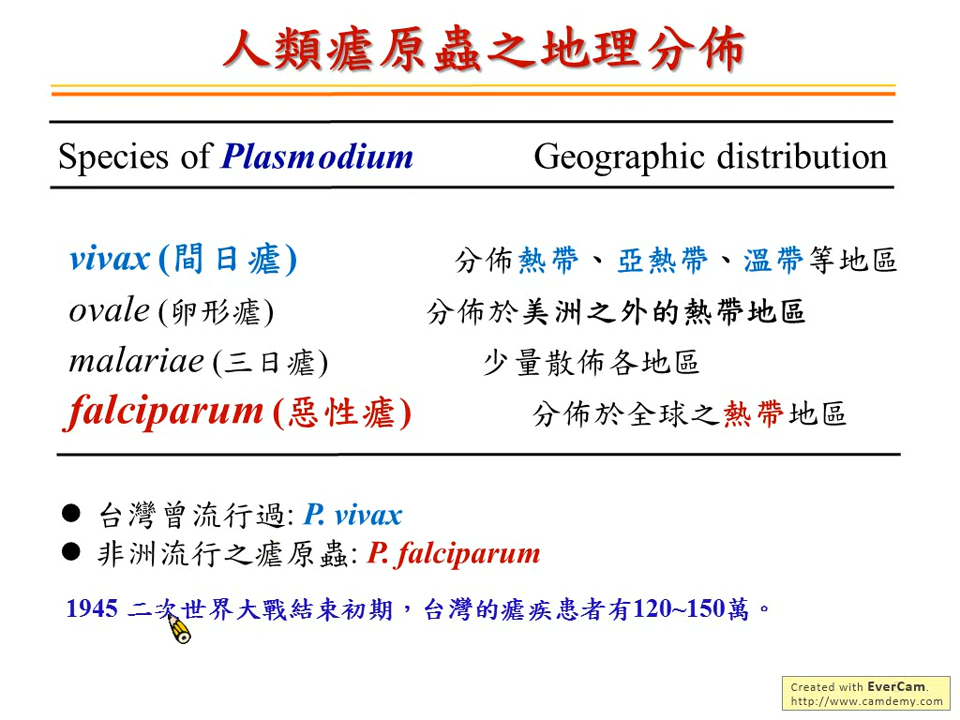 人類瘧原蟲之地理分佈
Species of Plasmodium Geographic distribution
vivax (間日瘧) 分佈熱帶、亞熱帶、溫帶等地區
ovale (卵形瘧) 分佈於美洲之外的熱帶地區
malariae (三日瘧) 少量散佈各地區
falciparum (惡性瘧) 分佈於全球之熱帶地區
● 台灣曾流行過: P. vivax
● 非洲流行之瘧原蟲: P. falciparum
1945 二次世界大戰結束初期，台灣的瘧疾患者有120~150萬。
Created with EverCam.
http://www.camdemy.com